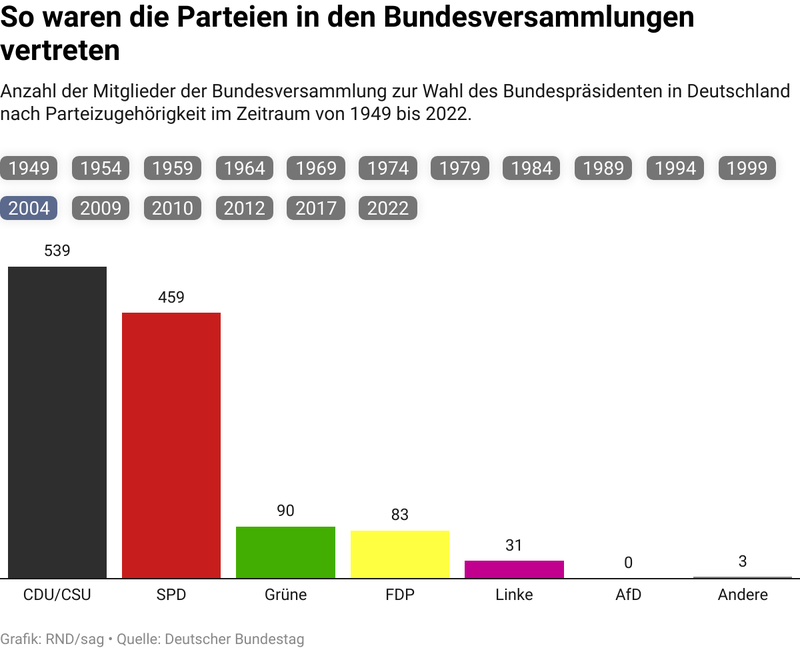 So waren die Parteien in den Bundesversammlungen
vertreten
Anzahl der Mitglieder der Bundesversammlung zur Wahl des Bundespräsidenten in Deutschland
nach Parteizugehörigkeit im Zeitraum von 1949 bis 2022.
1949 1954 1959 1964 1969 1974 1979 1984 1989 1994 1999
2004 2009 2010 2012 2017 2022
539 459 90 83 31 0 3
CDU/CSU SPD Grüne FDP Linke AfD Andere
Grafik: RND/sag • Quelle: Deutscher Bundestag